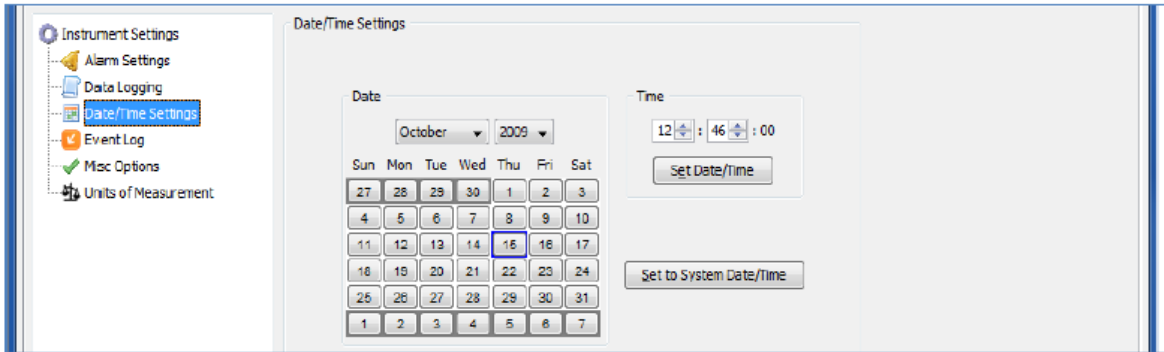 Date/Time Settings
Instrument Settings
Alarm Settings
Data Logging
Date/Time Settings
Event Log
Misc Options
Units of Measurement
Date
October 2009
Sun Mon Tue Wed Thu Fri Sat
27 28 29 30 1 2 3
4 5 6 7 8 9 10
11 12 13 14 15 16 17
18 19 20 21 22 23 24
25 26 27 28 29 30 31
1 2 3 4 5 6 7
Time
12 : 46 : 00
Set Date/Time
Set to System Date/Time